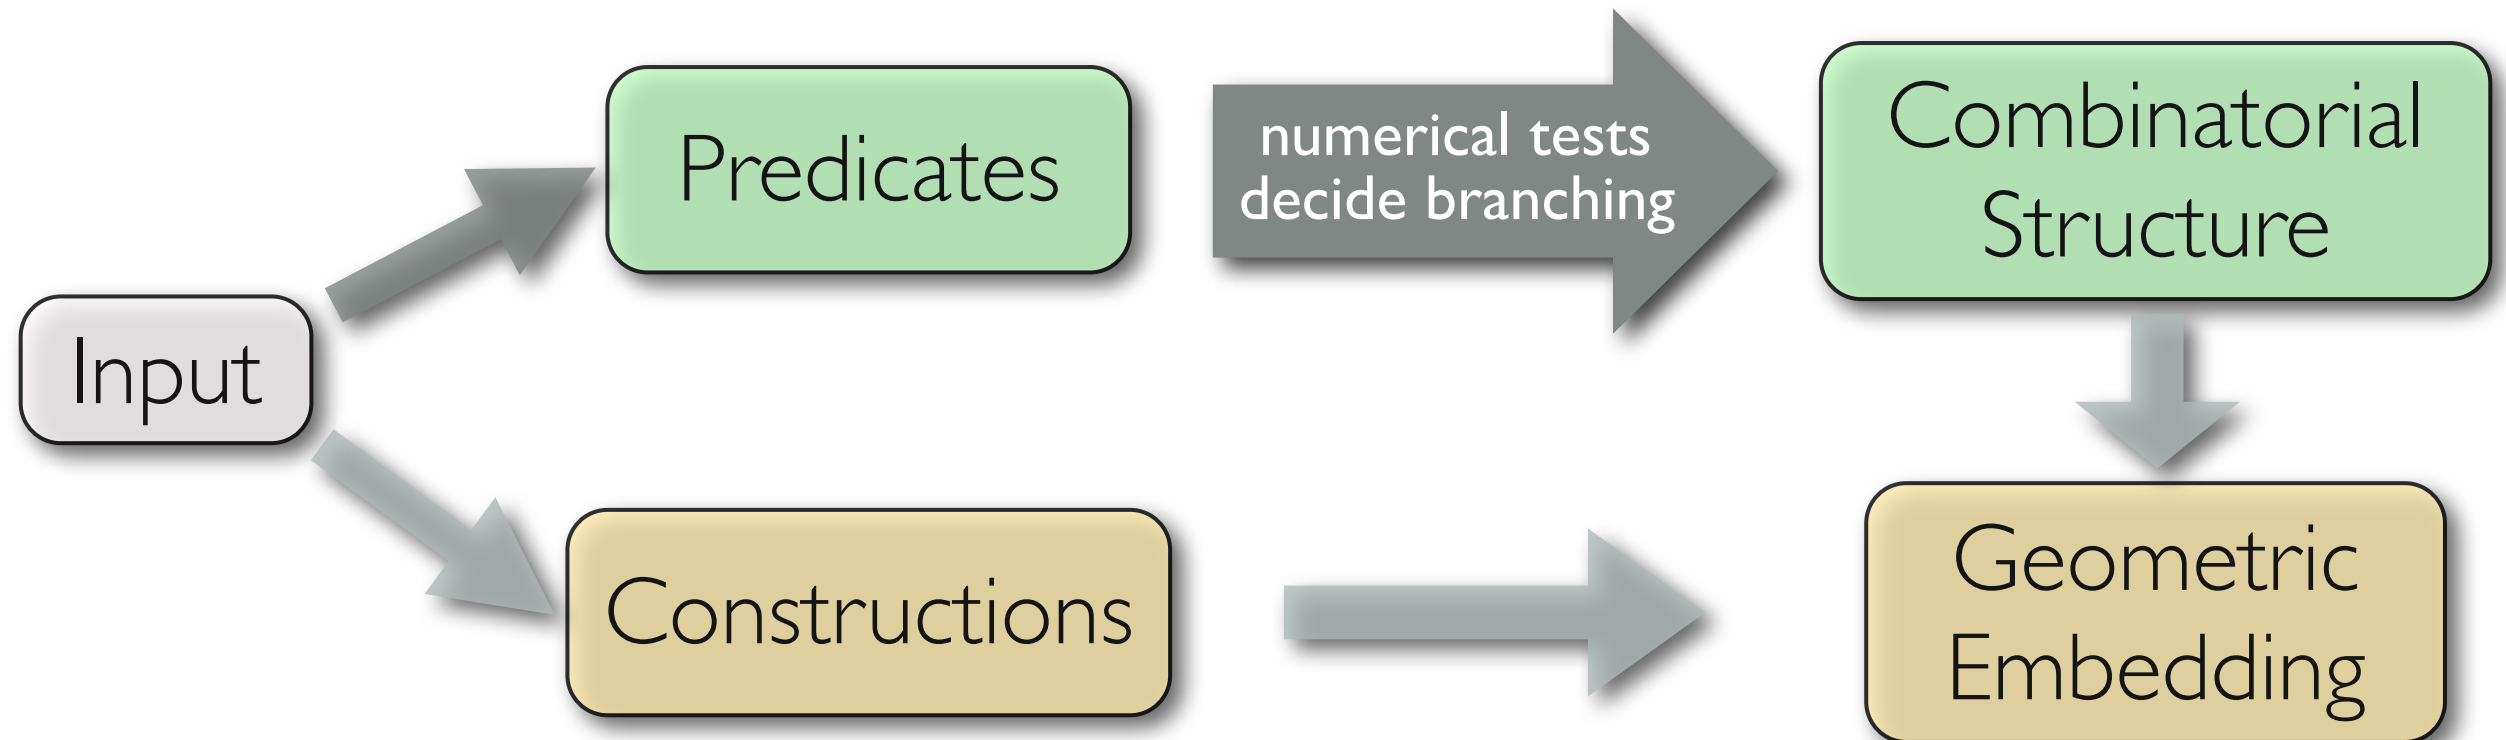 Predicates
numerical tests
decide branching
Combinatorial
Structure
Input
Constructions
Geometric
Embedding